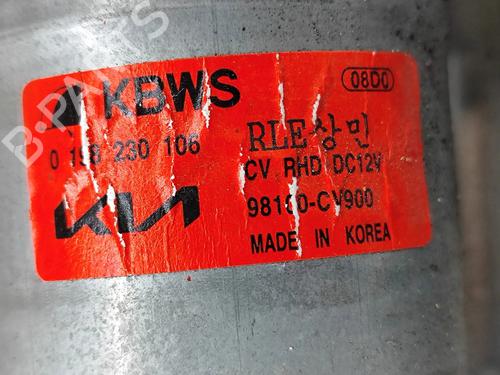 KBWS 08D0
0 198 230 106 RLE상민
CV RHD DC12V
KIA 98100-CV900
MADE IN KOREA
B-PARTS